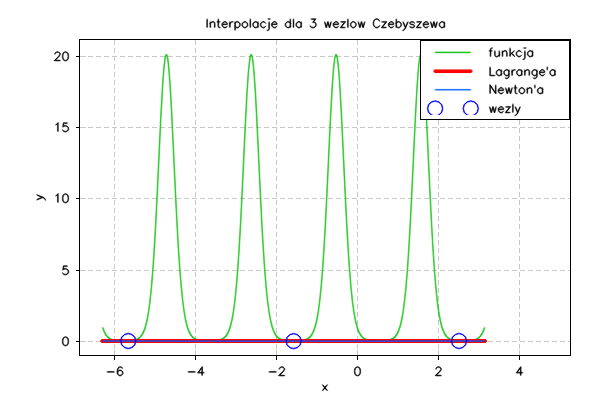 Interpolacje dla 3 wezlow Czebyszewa
funkcja
Lagrange'a
Newton'a
wezly
y
20
15
10
5
0
−6 −4 −2 0 2 4
x